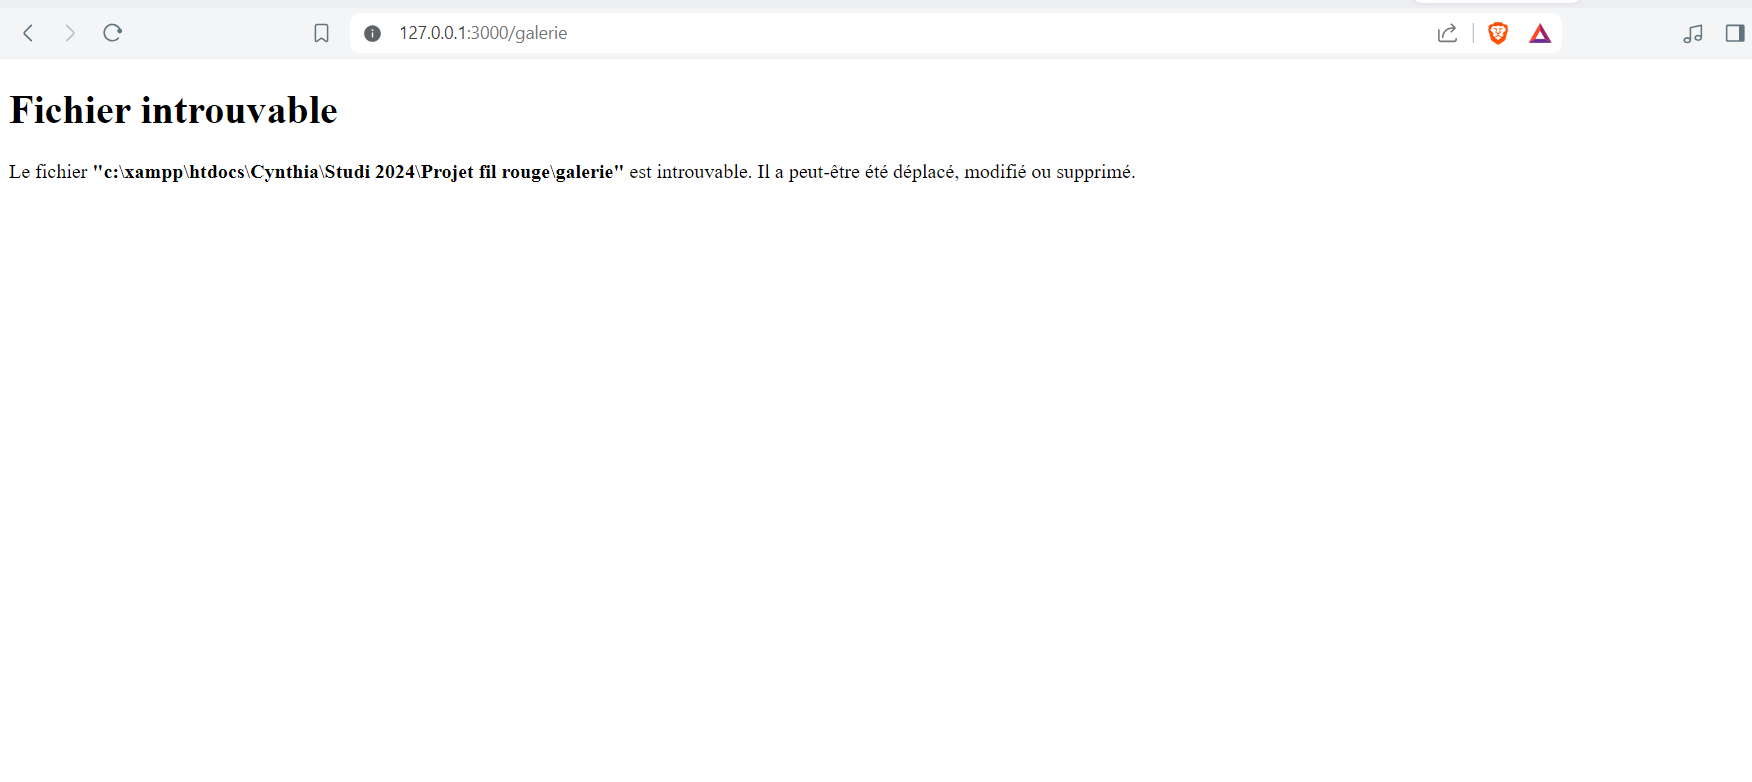 127.0.0.1:3000/galerie
Fichier introuvable
Le fichier "c:\xampp\htdocs\Cynthia\Studi 2024\Projet fil rouge\galerie" est introuvable. Il a peut-être été déplacé, modifié ou supprimé.